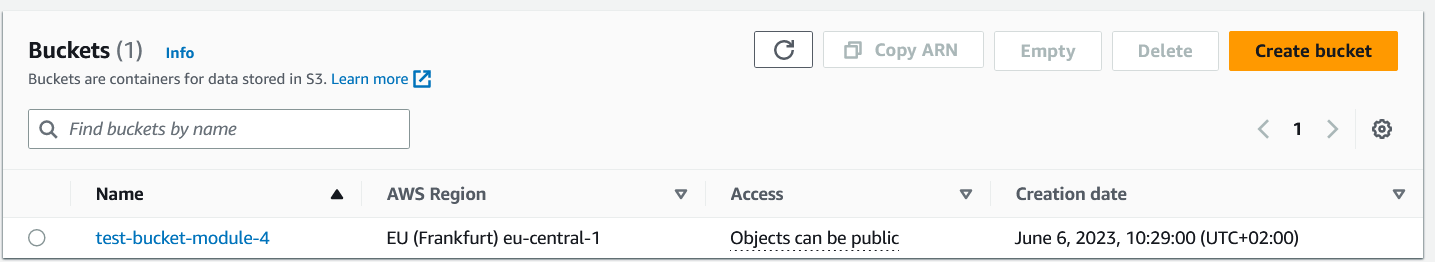 Buckets (1) Info
Copy ARN
Empty
Delete
Create bucket
Buckets are containers for data stored in S3. Learn more
Find buckets by name
1
Name AWS Region Access Creation date
test-bucket-module-4 EU (Frankfurt) eu-central-1 Objects can be public June 6, 2023, 10:29:00 (UTC+02:00)